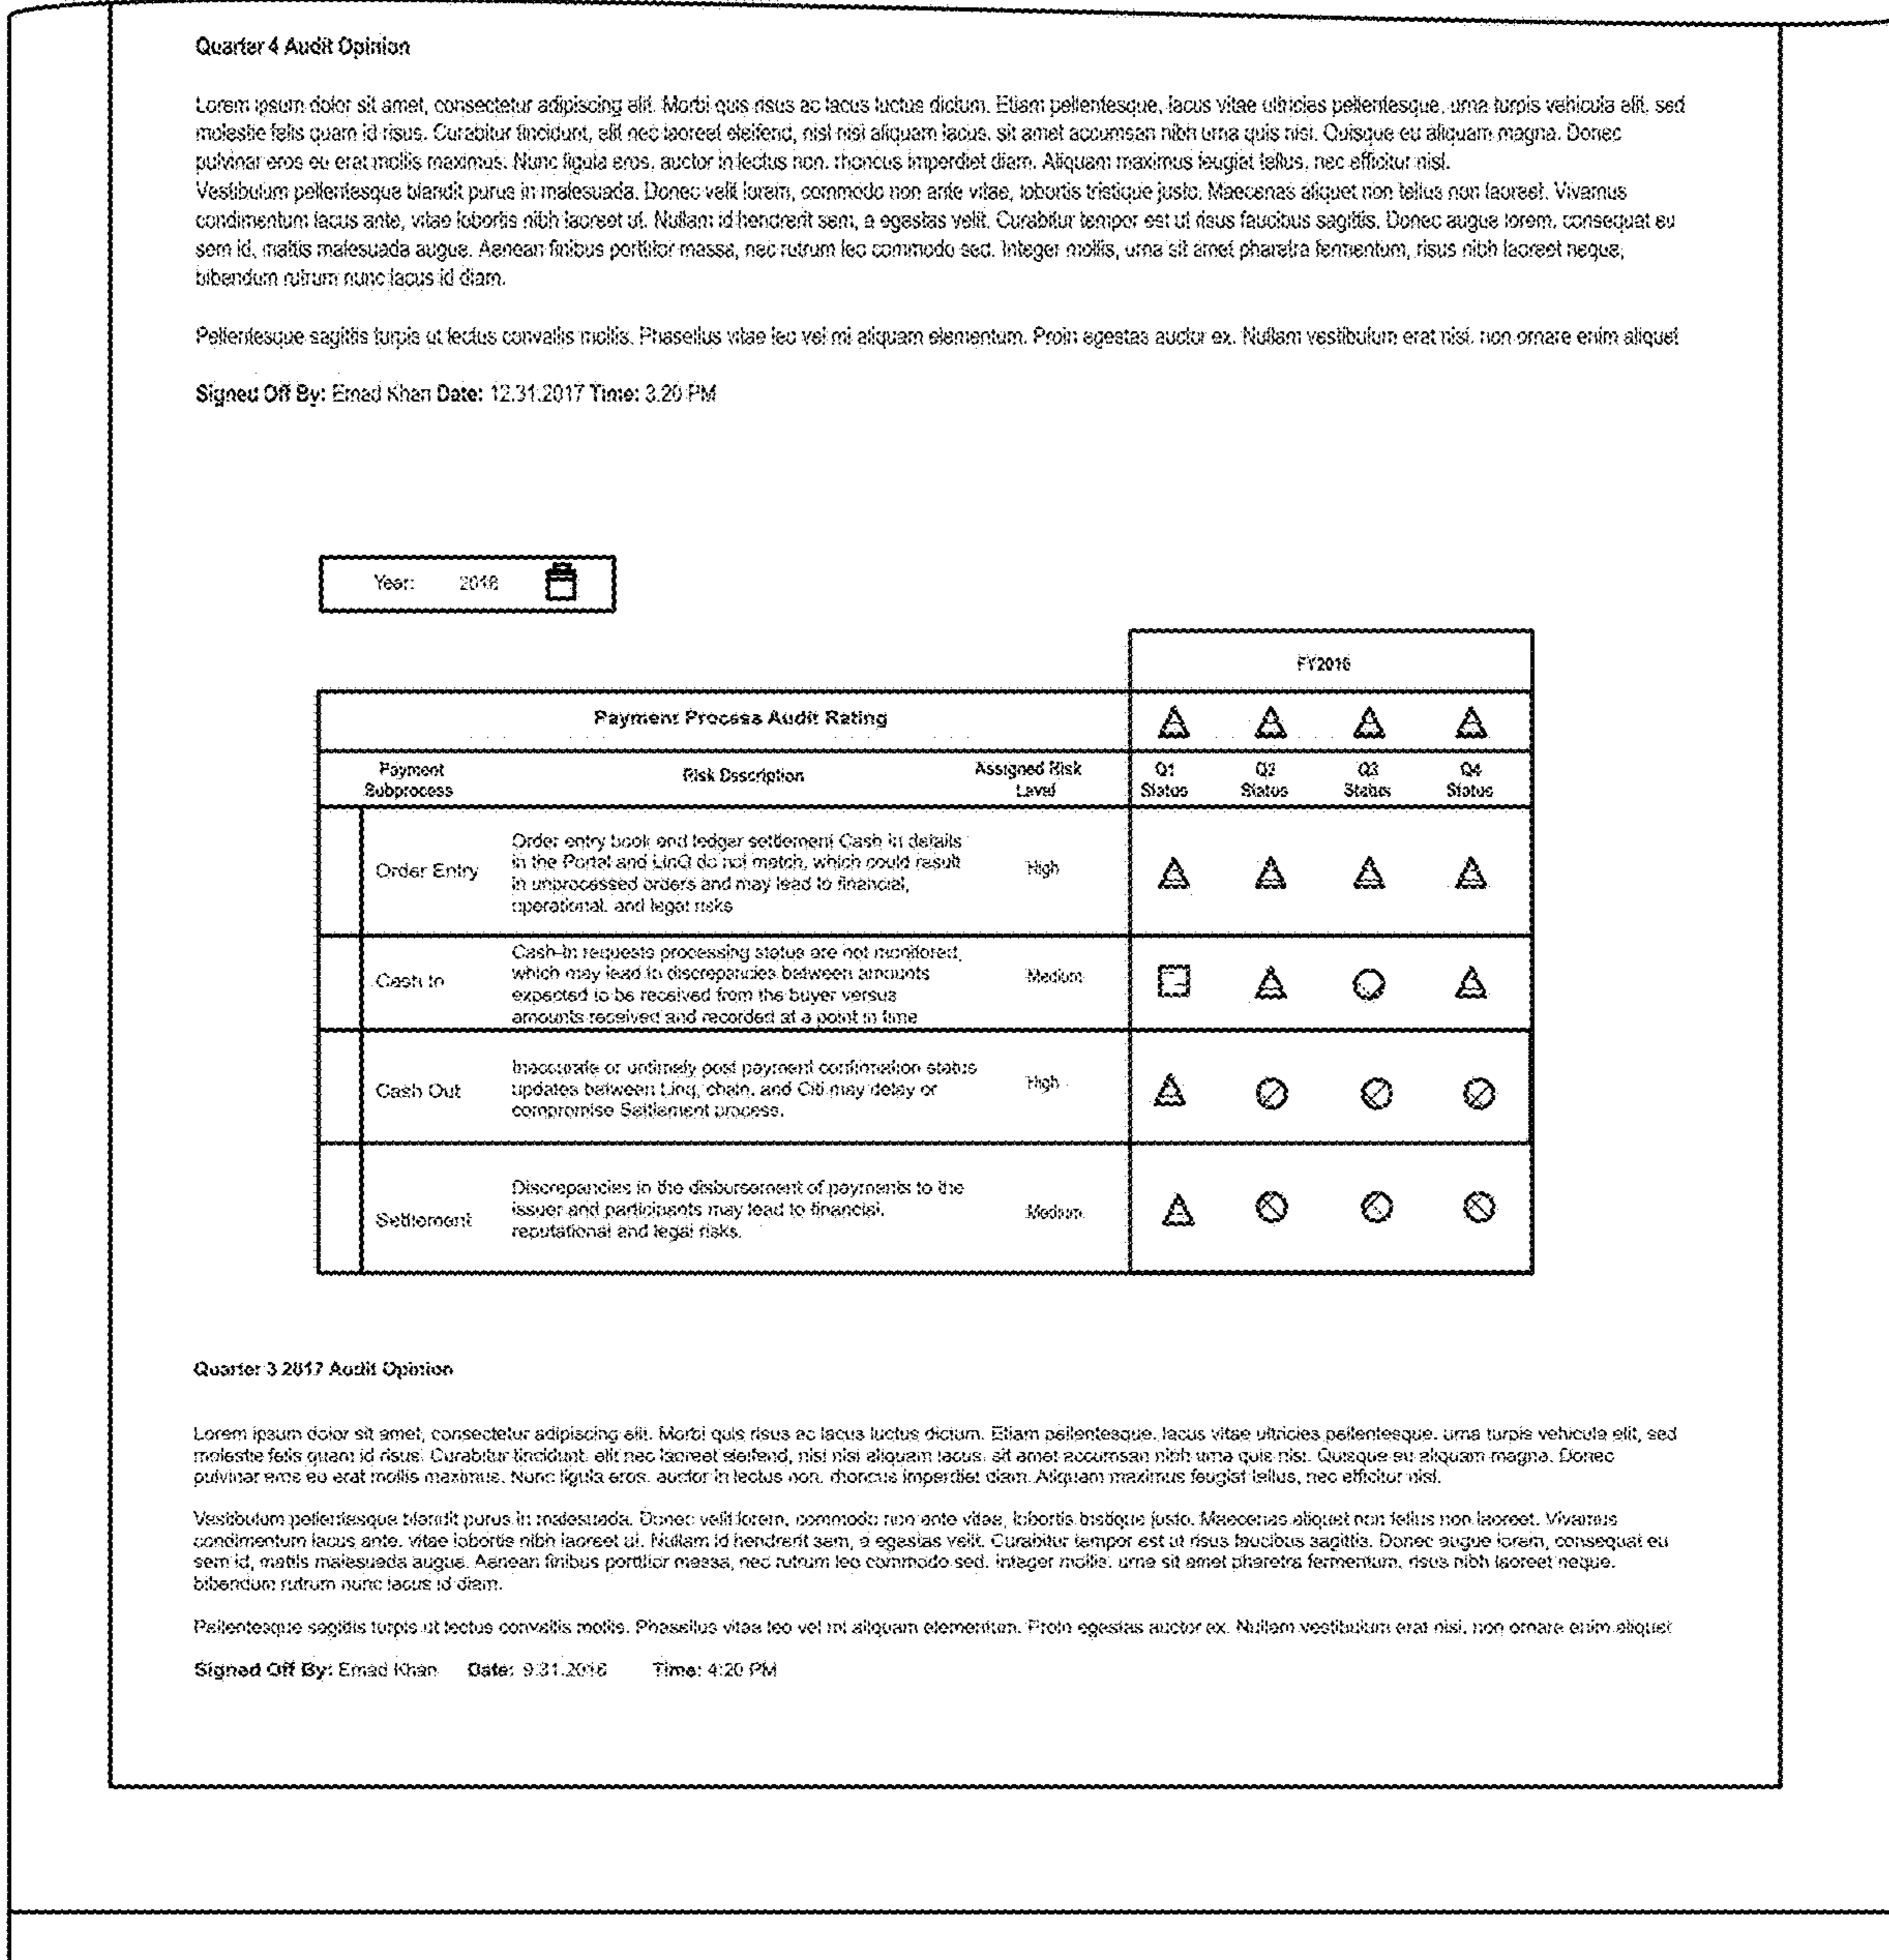 Quarter 4 Audit Opinion
Lorem ipsum dolor sit amet, consectetur adipiscing elit. Morbi quis risus ac lacus luctus dictum. Etiam pellentesque, lacus vitae ultricies pellentesque, urna turpis vehicula elit, sed
molestie felis quam id risus. Curabitur tincidunt, elit nec laoreet eleifend, nisl nisi aliquam lacus, sit amet accumsan nibh urna quis nisi. Quisque eu aliquam magna. Donec
pulvinar eros eu erat mollis maximus. Nunc ligula eros, auctor in lectus non, rhoncus imperdiet diam. Aliquam maximus feugiat tellus, nec efficitur nisl.
Vestibulum pellentesque blandit purus in malesuada. Donec velit lorem, commodo non ante vitae, lobortis tristique justo. Maecenas aliquet non tellus non laoreet. Vivamus
condimentum lacus ante, vitae lobortis nibh laoreet ut. Nullam id hendrerit sem, a egestas velit. Curabitur tempor est ut risus faucibus sagittis. Donec augue lorem, consequat eu
sem id, mattis malesuada augue. Aenean finibus porttitor massa, nec rutrum leo commodo sed. Integer mollis, urna sit amet pharetra fermentum, risus nibh laoreet neque,
bibendum rutrum nunc lacus id diam.
Pellentesque sagittis turpis ut lectus convallis mollis. Phasellus vitae leo vel mi aliquam elementum. Proin egestas auctor ex. Nullam vestibulum erat nisi, non ornare enim aliquet
Signed Off By: Emad Khan Date: 12.31.2017 Time: 3.20 PM
Year: 2016
FY2016
Payment Process Audit Rating
Payment Subprocess
Risk Description
Assigned Risk Level
Q1 Status
Q2 Status
Q3 Status
Q4 Status
Order Entry
Order entry book and ledger settlement Cash in details
in the Portal and LinQ do not match, which could result
in unprocessed orders and may lead to financial,
operational, and legal risks
High
Cash In
Cash-In requests processing status are not monitored,
which may lead to discrepancies between amounts
expected to be received from the buyer versus
amounts received and recorded at a point in time
Medium
Cash Out
Inaccurate or untimely post payment confirmation status
updates between Linq, chain, and Citi may delay or
compromise Settlement process.
High
Settlement
Discrepancies in the disbursement of payments to the
issuer and participants may lead to financial,
reputational and legal risks.
Medium
Quarter 3 2017 Audit Opinion
Lorem ipsum dolor sit amet, consectetur adipiscing elit. Morbi quis risus ac lacus luctus dictum. Etiam pellentesque, lacus vitae ultricies pellentesque, urna turpis vehicula elit, sed
molestie felis quam id risus. Curabitur tincidunt, elit nec laoreet eleifend, nisl nisi aliquam lacus, sit amet accumsan nibh urna quis nisi. Quisque eu aliquam magna. Donec
pulvinar eros eu erat mollis maximus. Nunc ligula eros, auctor in lectus non, rhoncus imperdiet diam. Aliquam maximus feugiat tellus, nec efficitur nisl.
Vestibulum pellentesque blandit purus in malesuada. Donec velit lorem, commodo non ante vitae, lobortis tristique justo. Maecenas aliquet non tellus non laoreet. Vivamus
condimentum lacus ante, vitae lobortis nibh laoreet ut. Nullam id hendrerit sem, a egestas velit. Curabitur tempor est ut risus faucibus sagittis. Donec augue lorem, consequat eu
sem id, mattis malesuada augue. Aenean finibus porttitor massa, nec rutrum leo commodo sed. Integer mollis, urna sit amet pharetra fermentum, risus nibh laoreet neque,
bibendum rutrum nunc lacus id diam.
Pellentesque sagittis turpis ut lectus convallis mollis. Phasellus vitae leo vel mi aliquam elementum. Proin egestas auctor ex. Nullam vestibulum erat nisi, non ornare enim aliquet
Signed Off By: Emad Khan Date: 9.31.2016 Time: 4:20 PM